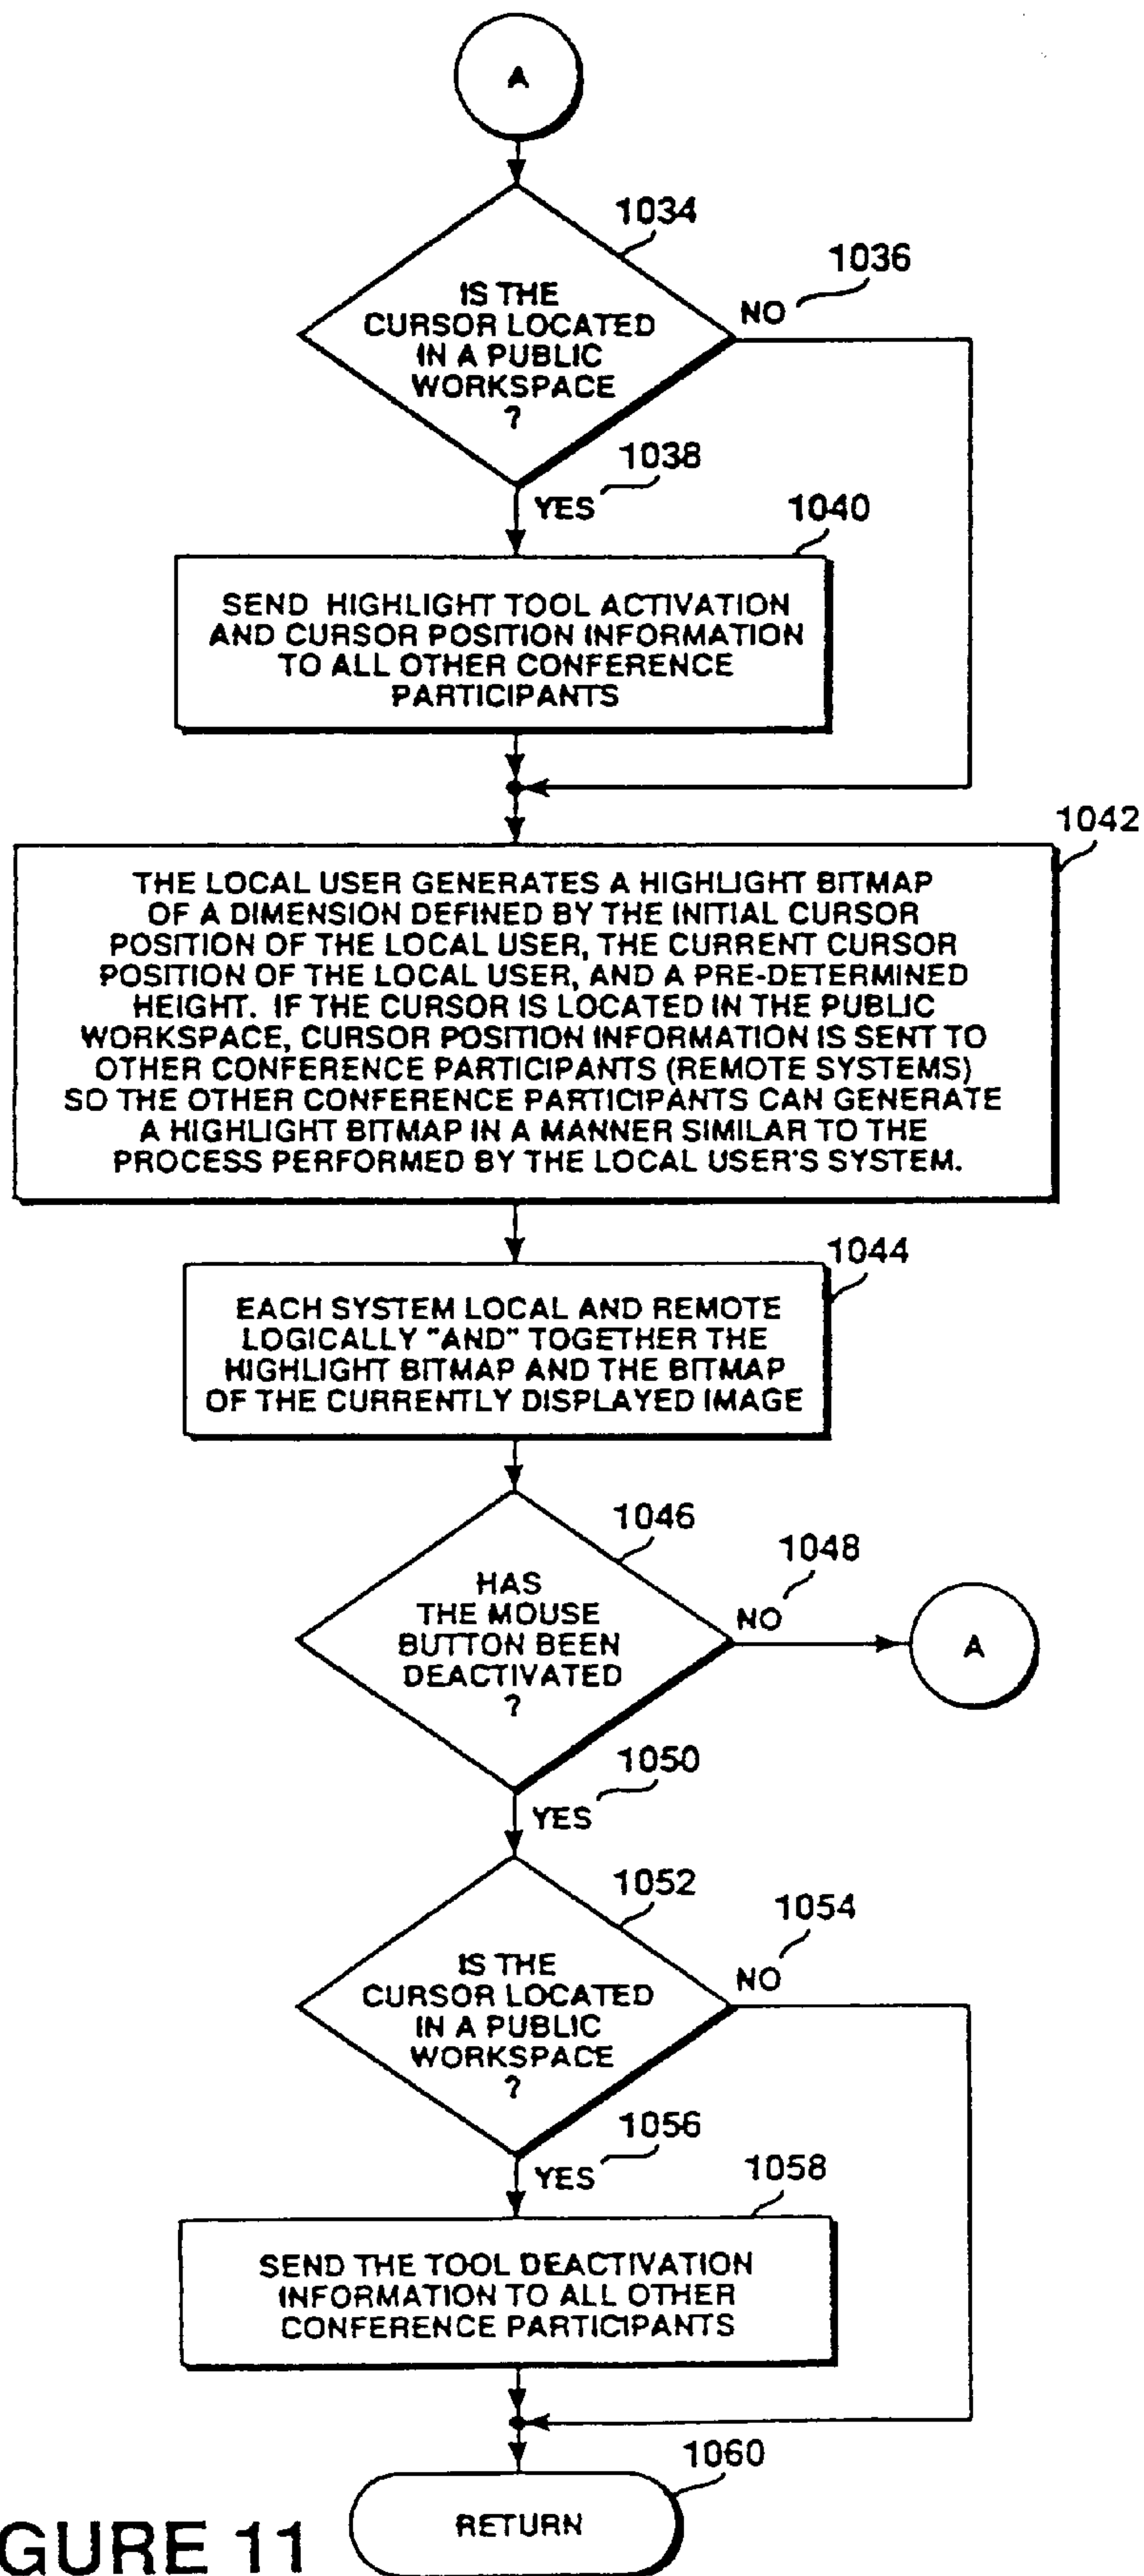 A
1034
IS THE
CURSOR LOCATED
IN A PUBLIC
WORKSPACE
?
NO
1036
YES
1038
1040
SEND HIGHLIGHT TOOL ACTIVATION
AND CURSOR POSITION INFORMATION
TO ALL OTHER CONFERENCE
PARTICIPANTS
1042
THE LOCAL USER GENERATES A HIGHLIGHT BITMAP
OF A DIMENSION DEFINED BY THE INITIAL CURSOR
POSITION OF THE LOCAL USER, THE CURRENT CURSOR
POSITION OF THE LOCAL USER, AND A PRE-DETERMINED
HEIGHT. IF THE CURSOR IS LOCATED IN THE PUBLIC
WORKSPACE, CURSOR POSITION INFORMATION IS SENT TO
OTHER CONFERENCE PARTICIPANTS (REMOTE SYSTEMS)
SO THE OTHER CONFERENCE PARTICIPANTS CAN GENERATE
A HIGHLIGHT BITMAP IN A MANNER SIMILAR TO THE
PROCESS PERFORMED BY THE LOCAL USER'S SYSTEM.
1044
EACH SYSTEM LOCAL AND REMOTE
LOGICALLY "AND" TOGETHER THE
HIGHLIGHT BITMAP AND THE BITMAP
OF THE CURRENTLY DISPLAYED IMAGE
1046
HAS
THE MOUSE
BUTTON BEEN
DEACTIVATED
?
NO
1048
A
YES
1050
1052
IS THE
CURSOR LOCATED
IN A PUBLIC
WORKSPACE
?
NO
1054
YES
1056
1058
SEND THE TOOL DEACTIVATION
INFORMATION TO ALL OTHER
CONFERENCE PARTICIPANTS
1060
RETURN
GURE 11